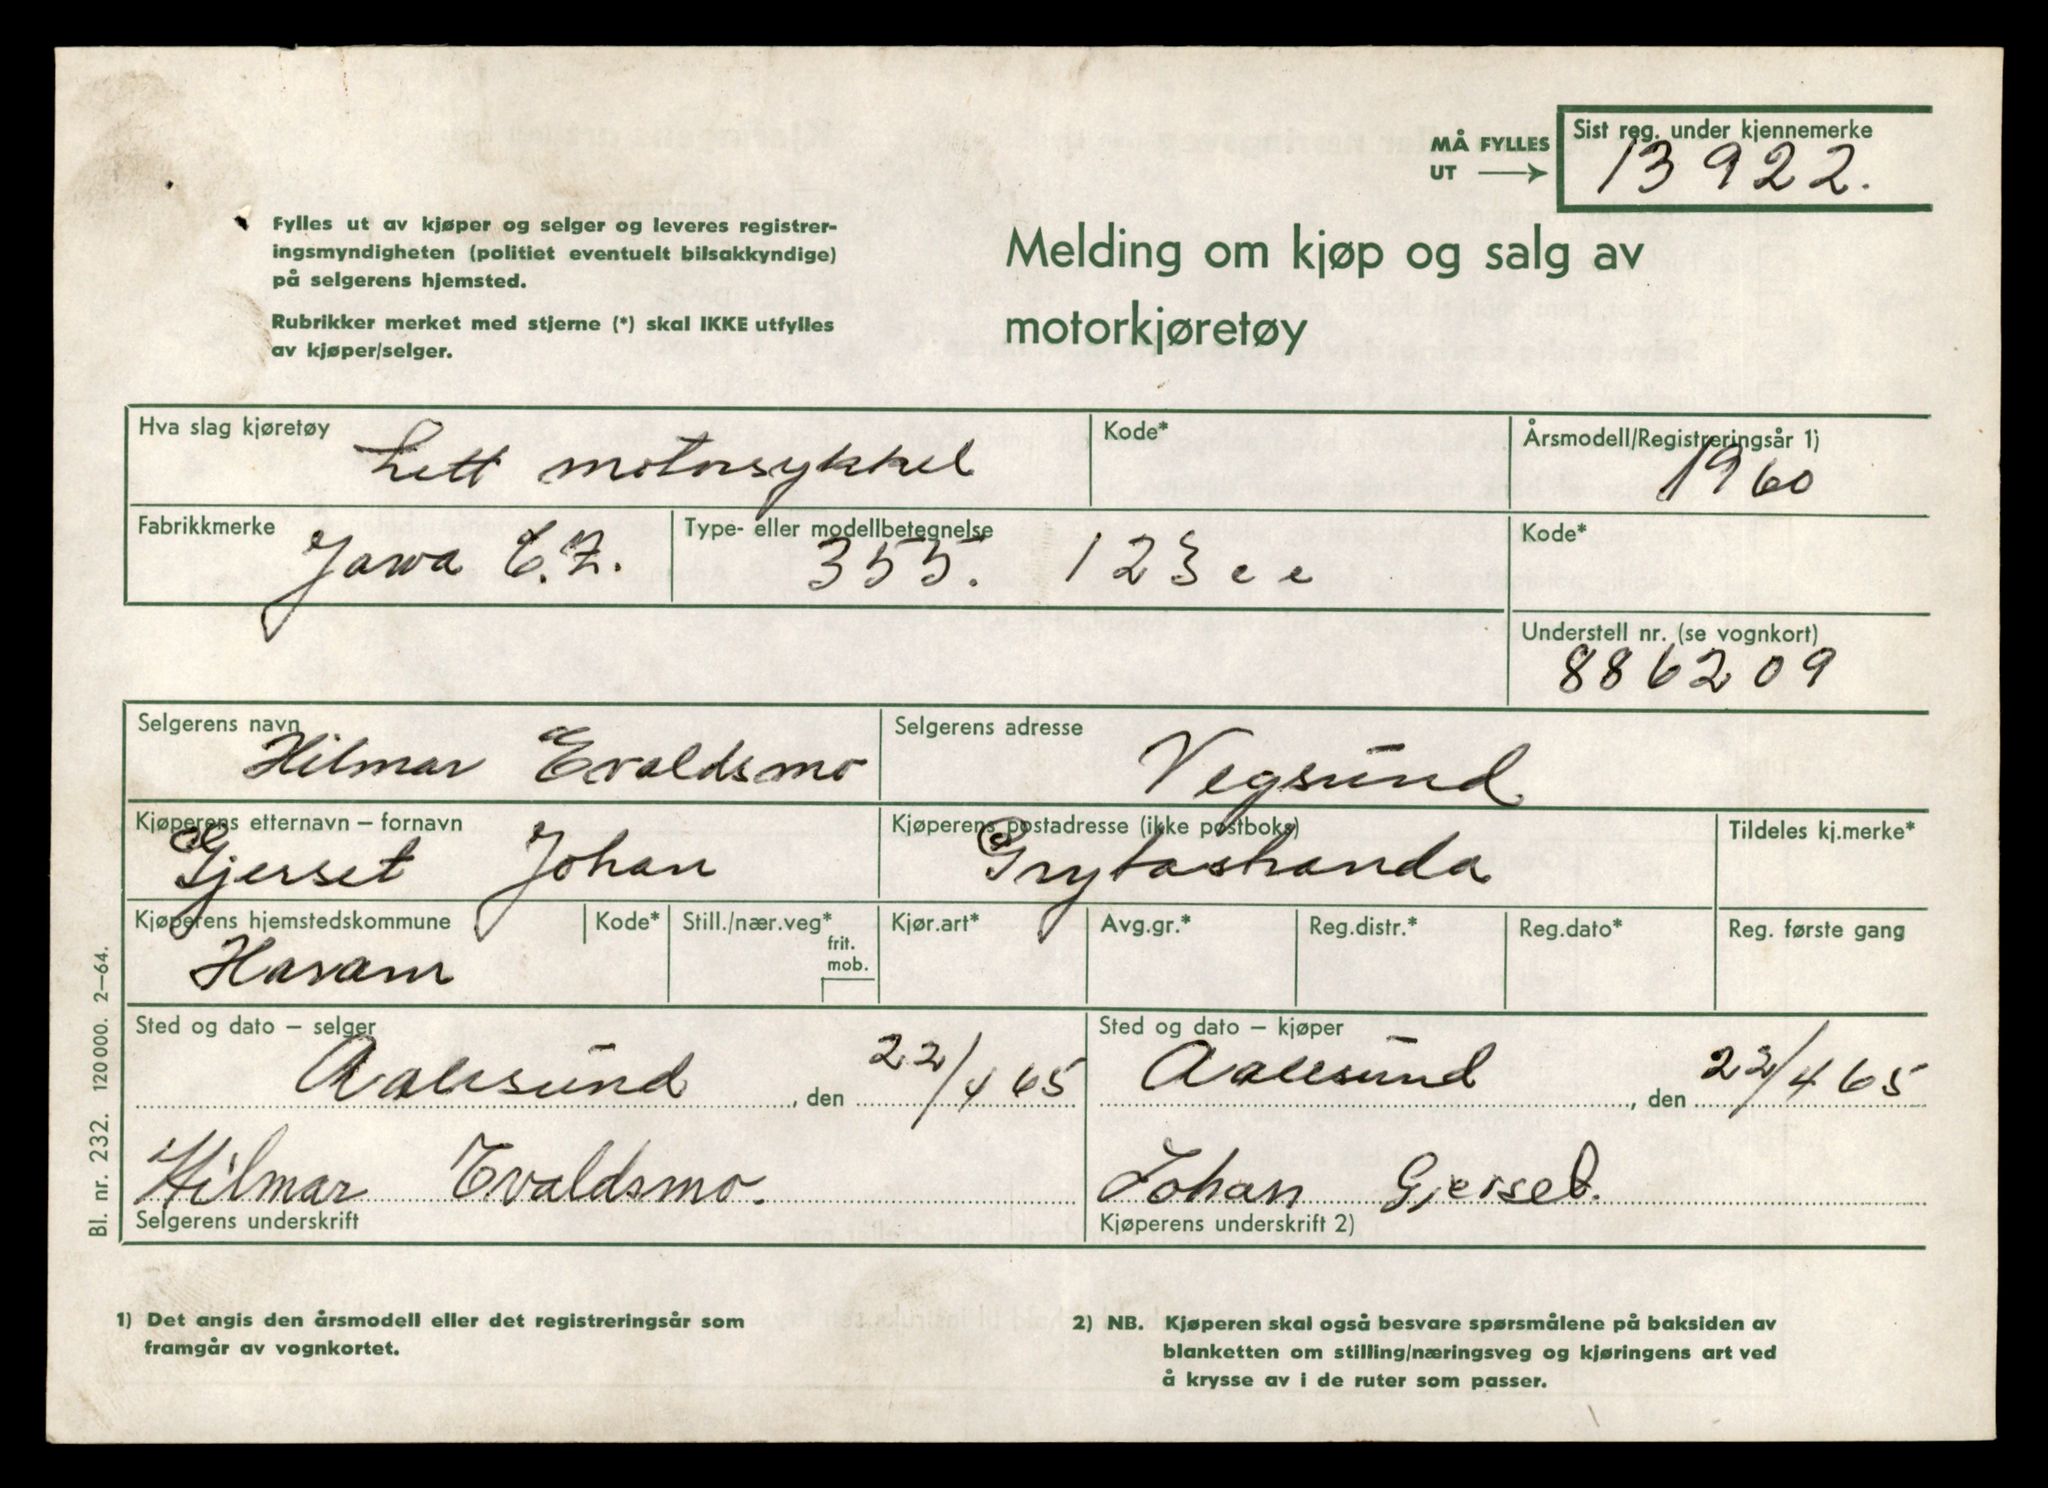 MÅ FYLLES
UT
Sist reg. under kjennemerke
13922.
Fylles ut av kjøper og selger og leveres registrer-
ingsmyndigheten (politiet eventuelt bilsakkyndige)
på selgerens hjemsted.
Rubrikker merket med stjerne (*) skal IKKE utfylles
av kjøper/selger.
Melding om kjøp og salg av
motorkjøretøy
Hva slag kjøretøy
Lett motorsykkel
Kode*
Årsmodell/Registreringsår 1)
1960
Fabrikkmerke
Jawa C.Z.
Type- eller modellbetegnelse
355. 123 cc
Kode*
Understell nr. (se vognkort)
886209
Selgerens navn
Hilmar Evaldsmo
Selgerens adresse
Vegsund
Kjøperens etternavn – fornavn
Gjerset Johan
Kjøperens postadresse (ikke postboks)
Grytastranda
Tildeles kj.merke*
Kjøperens hjemstedskommune
Haram
Kode*
Still./nær.veg*
frit.
mob.
Kjør.art*
Avg.gr.*
Reg.distr.*
Reg.dato*
Reg. første gang
Sted og dato – selger
Aalesund, den 22/4 65
Sted og dato – kjøper
Aalesund, den 22/4 65
Hilmar Evaldsmo.
Selgerens underskrift
Johan Gjerset.
Kjøperens underskrift 2)
Bl. nr. 232. 120 000. 2–64.
1) Det angis den årsmodell eller det registreringsår som
framgår av vognkortet.
2) NB. Kjøperen skal også besvare spørsmålene på baksiden av
blanketten om stilling/næringsveg og kjøringens art ved
å krysse av i de ruter som passer.